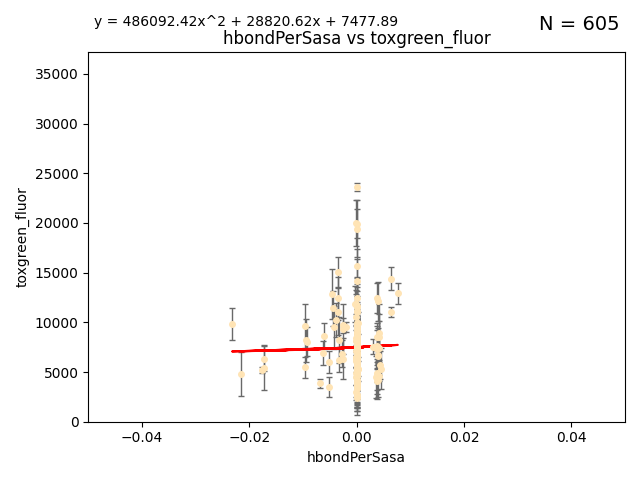 y = 486092.42x^2 + 28820.62x + 7477.89
N = 605
hbondPerSasa vs toxgreen_fluor
35000
30000
25000
20000
15000
10000
5000
0
toxgreen_fluor
−0.04
−0.02
0.00
0.02
0.04
hbondPerSasa